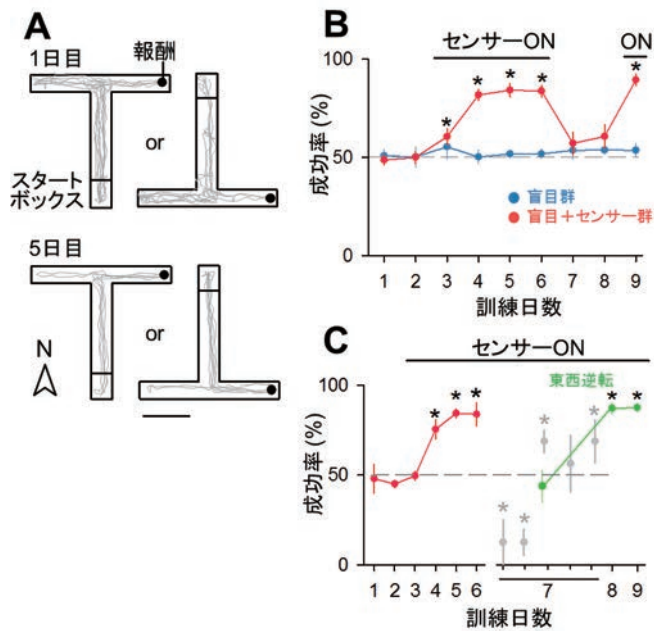 A
1日目
報酬
or
スタート
ボックス
5日目
or
N
B
センサーON
ON
*
*
*
*
*
100
成功率 (%)
50
盲目群
盲目＋センサー群
0
1 2 3 4 5 6 7 8 9
訓練日数
C
センサーON
東西逆転
100
* * *
* *
* *
* *
成功率 (%)
50
0
1 2 3 4 5 6 7 8 9
訓練日数